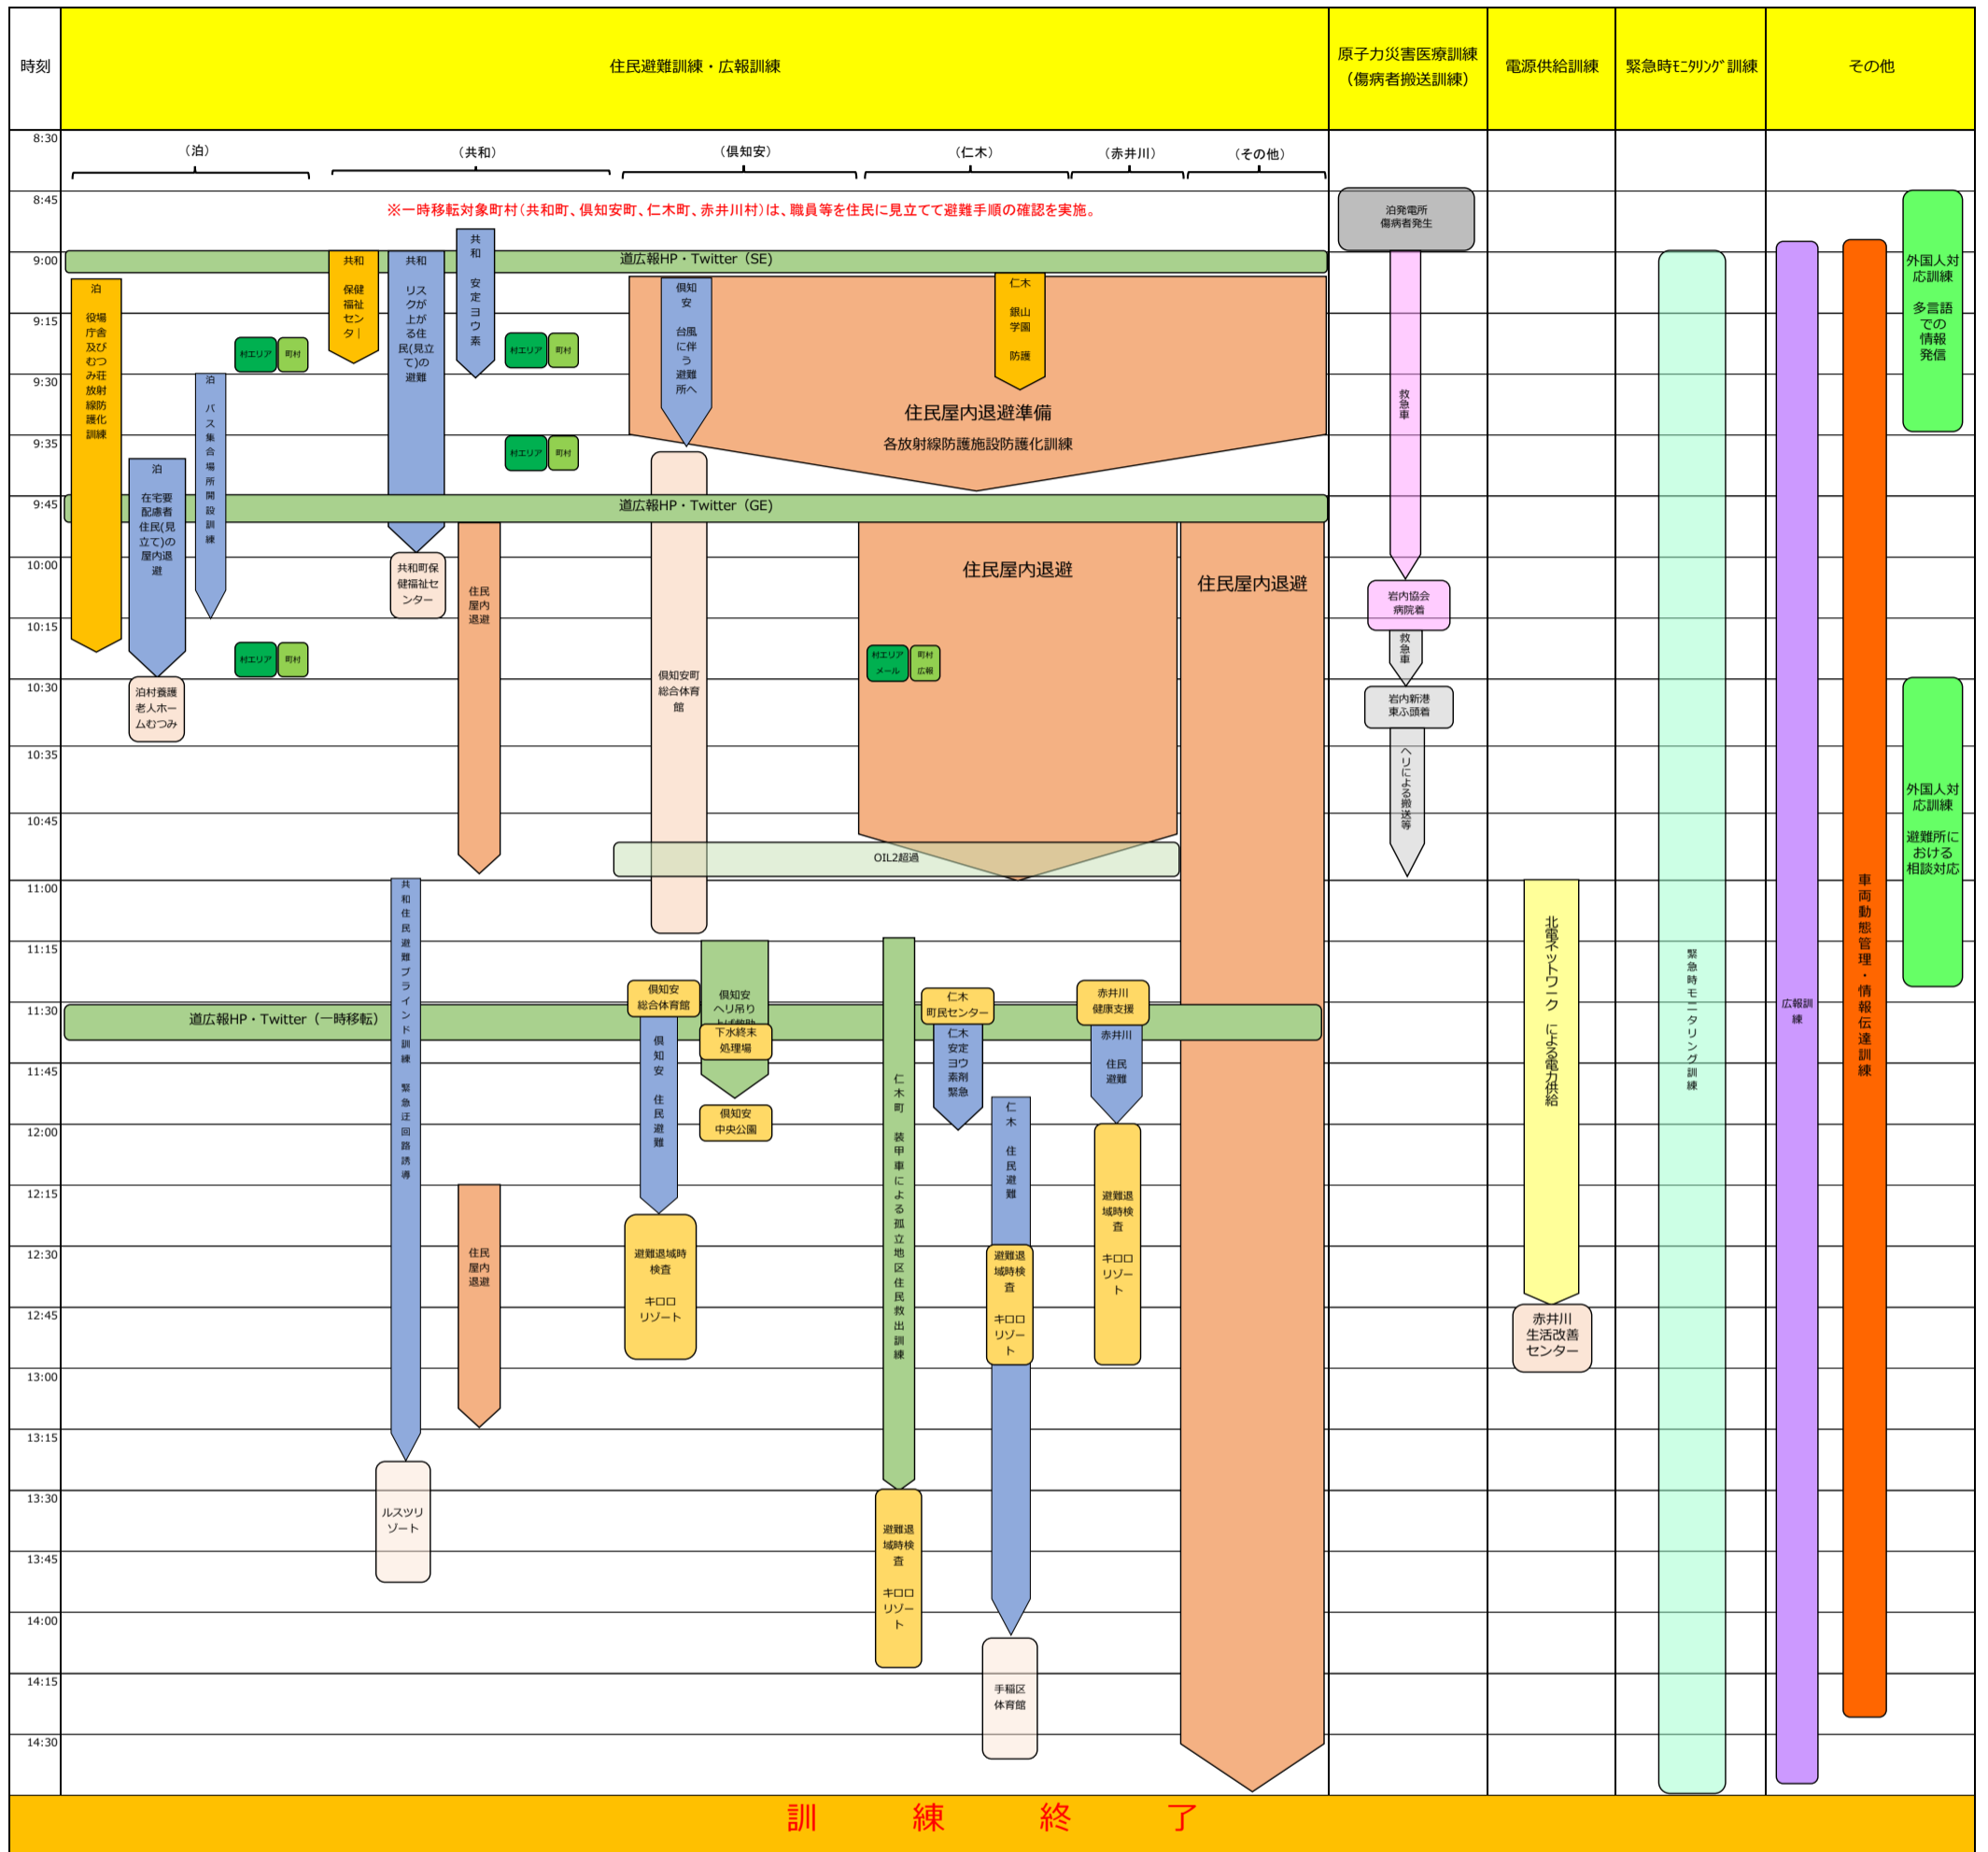 時刻
住民避難訓練・広報訓練
原子力災害医療訓練
（傷病者搬送訓練）
電源供給訓練
緊急時ﾓﾆﾀﾘﾝｸﾞ訓練
その他
8:30
（泊）
（共和）
（倶知安）
（仁木）
（赤井川）
（その他）
8:45
※一時移転対象町村（共和町、倶知安町、仁木町、赤井川村）は、職員等を住民に見立てて避難手順の確認を実施。
泊発電所
傷病者発生
9:00
道広報HP・Twitter（SE)
泊
役場
庁舎
及び
むつ
み荘
放射
線防
護化
訓練
共和
保健
福祉
セン
タ｜
共和
リス
クが
上が
る住
民(見立
て)の
避難
共和 安定ヨウ素
倶知
安
台風
に伴
う
避難
所へ
仁木
銀山
学園
防護
外国人対
応訓練
多言語
での
情報
発信
9:15
村エリア
町村
村エリア
町村
9:30
泊 バス集合場所開設訓練
住民屋内退避準備
各放射線防護施設防護化訓練
救急車
9:35
村エリア
町村
泊
在宅要
配慮者
住民(見
立て)の
屋内退
避
9:45
道広報HP・Twitter（GE)
10:00
共和町保
健福祉セ
ンター
住民
屋内
退避
住民屋内退避
住民屋内退避
岩内協会
病院着
10:15
村エリア
町村
村エリア
メール
町村
広報
救急車
10:30
泊村養護
老人ホー
ムむつみ
倶知安町
総合体育
館
岩内新港
東ふ頭着
10:35
ヘリによる搬送等
外国人対
応訓練
避難所に
おける
相談対応
10:45
OIL2超過
11:00
共和住民避難ブラインド訓練 緊急迂回路誘導
北電ネットワーク による電力供給
緊急時モニタリング訓練
広報訓
練
車両動態管理・情報伝達訓練
11:15
倶知安
総合体育館
倶知安
ヘリ吊り
仁木
町民センター
赤井川
健康支援
11:30
道広報HP・Twitter（一時移転）
下水終末
処理場
倶知安 住民避難
仁木
安定
ヨウ
素剤
緊急
赤井川
住民
避難
11:45
仁木町 装甲車による孤立地区住民救出訓練
仁木 住民避難
倶知安
中央公園
12:00
12:15
避難退
域時検
査
キロロ
リゾー
ト
住民
屋内
退避
避難退域時
検査
キロロ
リゾート
12:30
避難退
域時検
査
キロロ
リゾー
ト
12:45
赤井川
生活改善
センター
13:00
13:15
13:30
ルスツリ
ゾート
避難退
域時検
査
キロロ
リゾー
ト
13:45
14:00
14:15
手稲区
体育館
14:30
訓 練 終 了